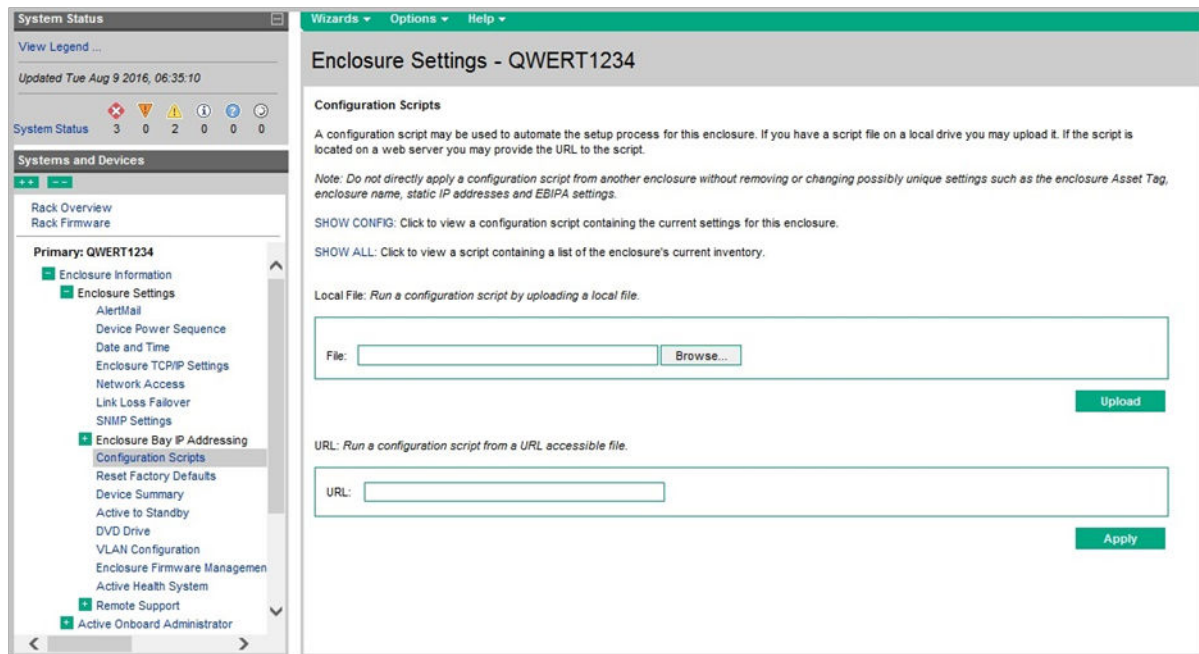 System Status
View Legend ...
Updated Tue Aug 9 2016, 06:35:10
System Status 3 0 2 0 0 0
Systems and Devices
Rack Overview
Rack Firmware
Primary: QWERT1234
Enclosure Information
Enclosure Settings
AlertMail
Device Power Sequence
Date and Time
Enclosure TCP/IP Settings
Network Access
Link Loss Failover
SNMP Settings
Enclosure Bay IP Addressing
Configuration Scripts
Reset Factory Defaults
Device Summary
Active to Standby
DVD Drive
VLAN Configuration
Enclosure Firmware Managemen
Active Health System
Remote Support
Active Onboard Administrator
Wizards Options Help
Enclosure Settings - QWERT1234
Configuration Scripts
A configuration script may be used to automate the setup process for this enclosure. If you have a script file on a local drive you may upload it. If the script is
located on a web server you may provide the URL to the script.
Note: Do not directly apply a configuration script from another enclosure without removing or changing possibly unique settings such as the enclosure Asset Tag,
enclosure name, static IP addresses and EBIPA settings.
SHOW CONFIG: Click to view a configuration script containing the current settings for this enclosure.
SHOW ALL: Click to view a script containing a list of the enclosure's current inventory.
Local File: Run a configuration script by uploading a local file.
File: Browse...
Upload
URL: Run a configuration script from a URL accessible file.
URL:
Apply